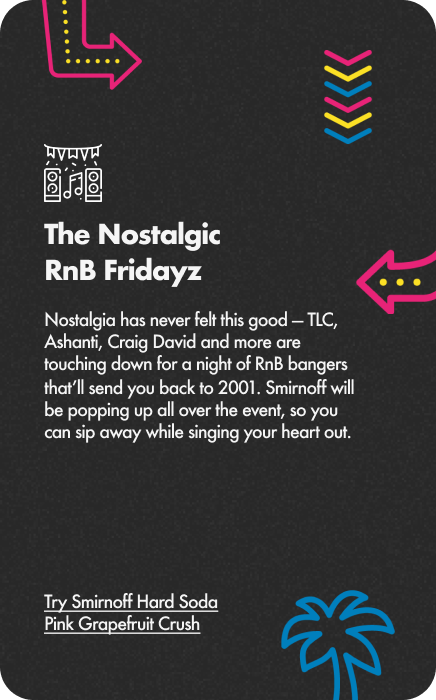 The Nostalgic
RnB Fridayz
Nostalgia has never felt this good – TLC,
Ashanti, Craig David and more are
touching down for a night of RnB bangers
that’ll send you back to 2001. Smirnoff will
be popping up all over the event, so you
can sip away while singing your heart out.
Try Smirnoff Hard Soda
Pink Grapefruit Crush